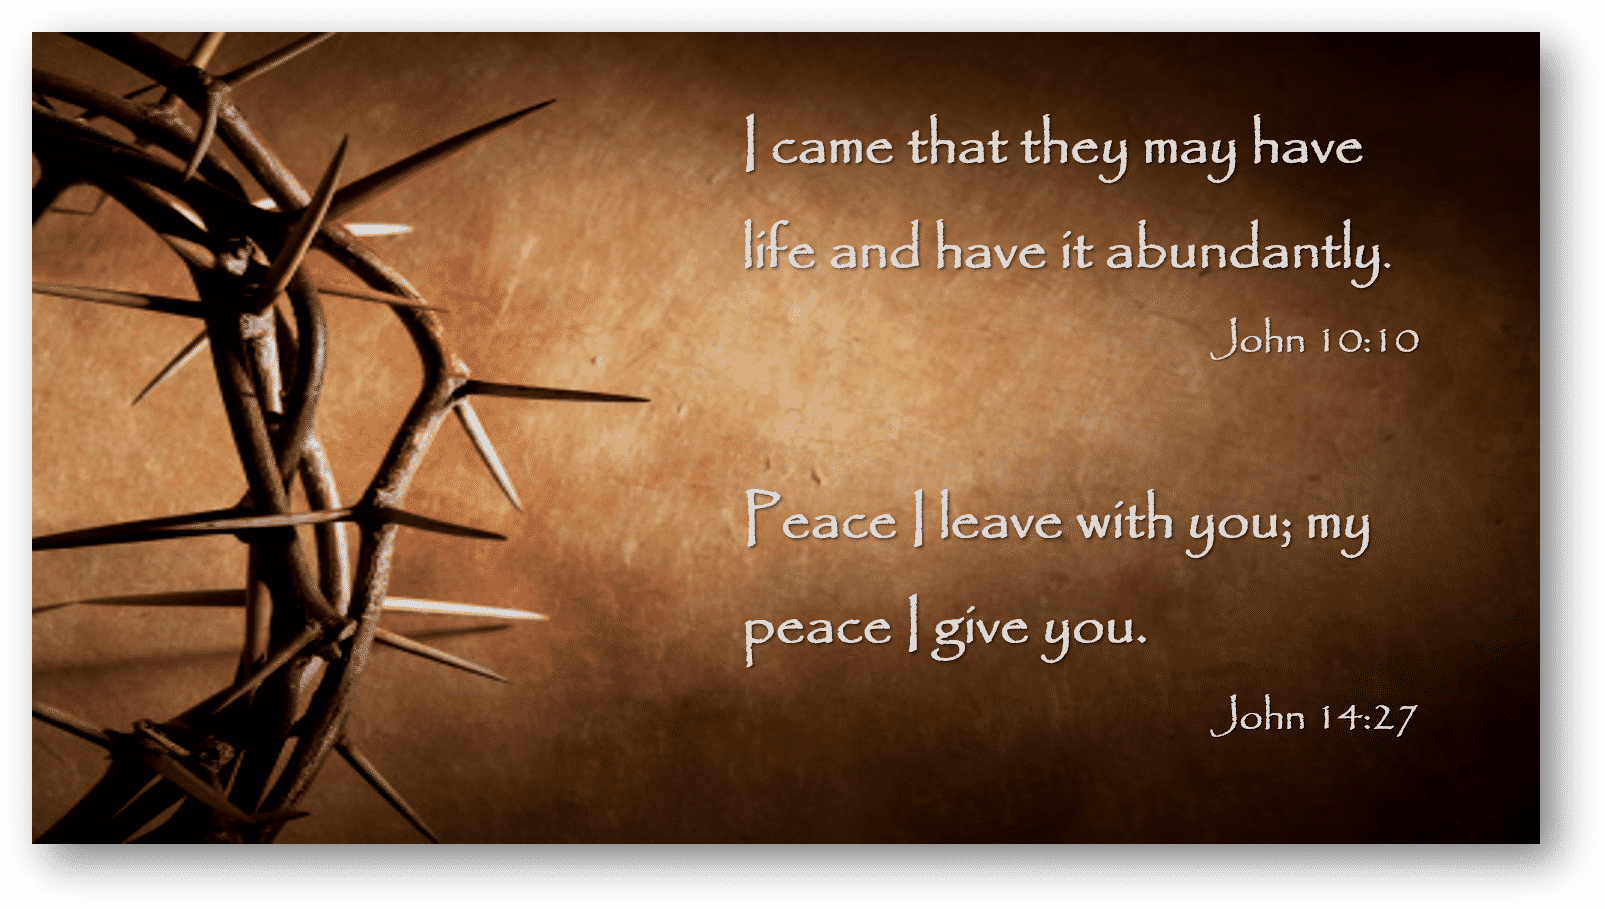 I came that they may have
life and have it abundantly.
John 10:10
Peace I leave with you; my
peace I give you.
John 14:27